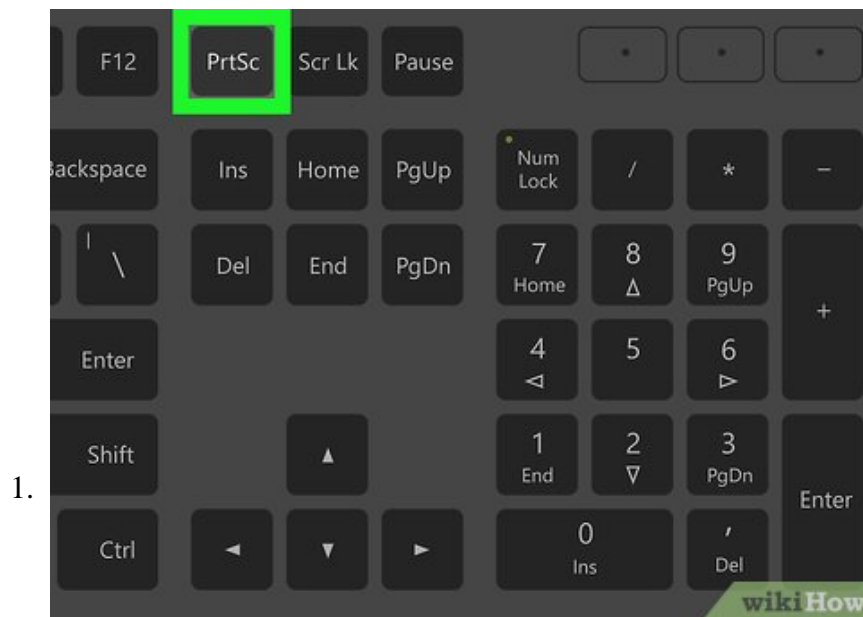 F12 PrtSc Scr Lk Pause
Backspace Ins Home PgUp Num Lock / * −
| \ Del End PgDn 7 Home 8 9 PgUp +
Enter 4 5 6
Shift 1 End 2 3 PgDn Enter
1.
Ctrl 0 Ins ′ Del
wikiHow